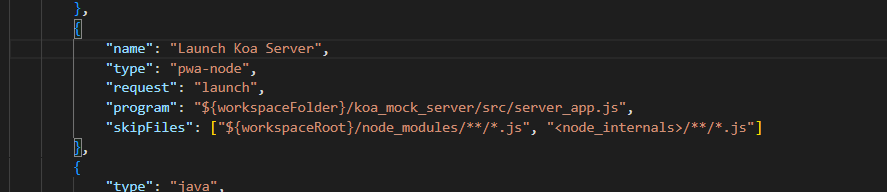 },
{
"name": "Launch Koa Server",
"type": "pwa-node",
"request": "launch",
"program": "${workspaceFolder}/koa_mock_server/src/server_app.js",
"skipFiles": ["${workspaceRoot}/node_modules/**/*.js", "<node_internals>/**/*.js"]
},
{
"type": "java",